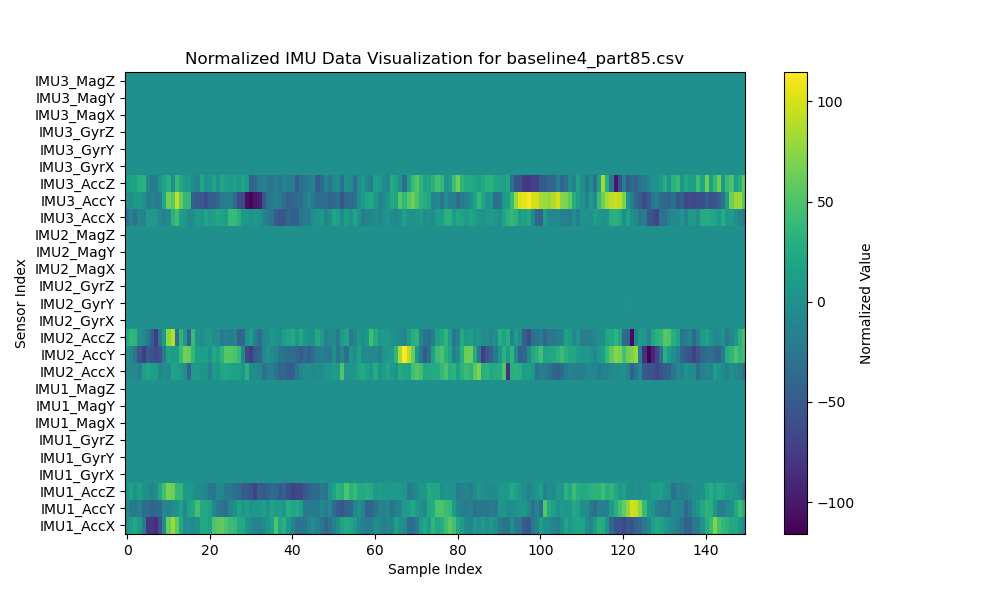 Normalized IMU Data Visualization for baseline4_part85.csv
IMU3_MagZ
IMU3_MagY
IMU3_MagX
IMU3_GyrZ
IMU3_GyrY
IMU3_GyrX
IMU3_AccZ
IMU3_AccY
IMU3_AccX
IMU2_MagZ
IMU2_MagY
IMU2_MagX
IMU2_GyrZ
IMU2_GyrY
IMU2_GyrX
IMU2_AccZ
IMU2_AccY
IMU2_AccX
IMU1_MagZ
IMU1_MagY
IMU1_MagX
IMU1_GyrZ
IMU1_GyrY
IMU1_GyrX
IMU1_AccZ
IMU1_AccY
IMU1_AccX
Sensor Index
0 20 40 60 80 100 120 140
Sample Index
100
50
0
−50
−100
Normalized Value